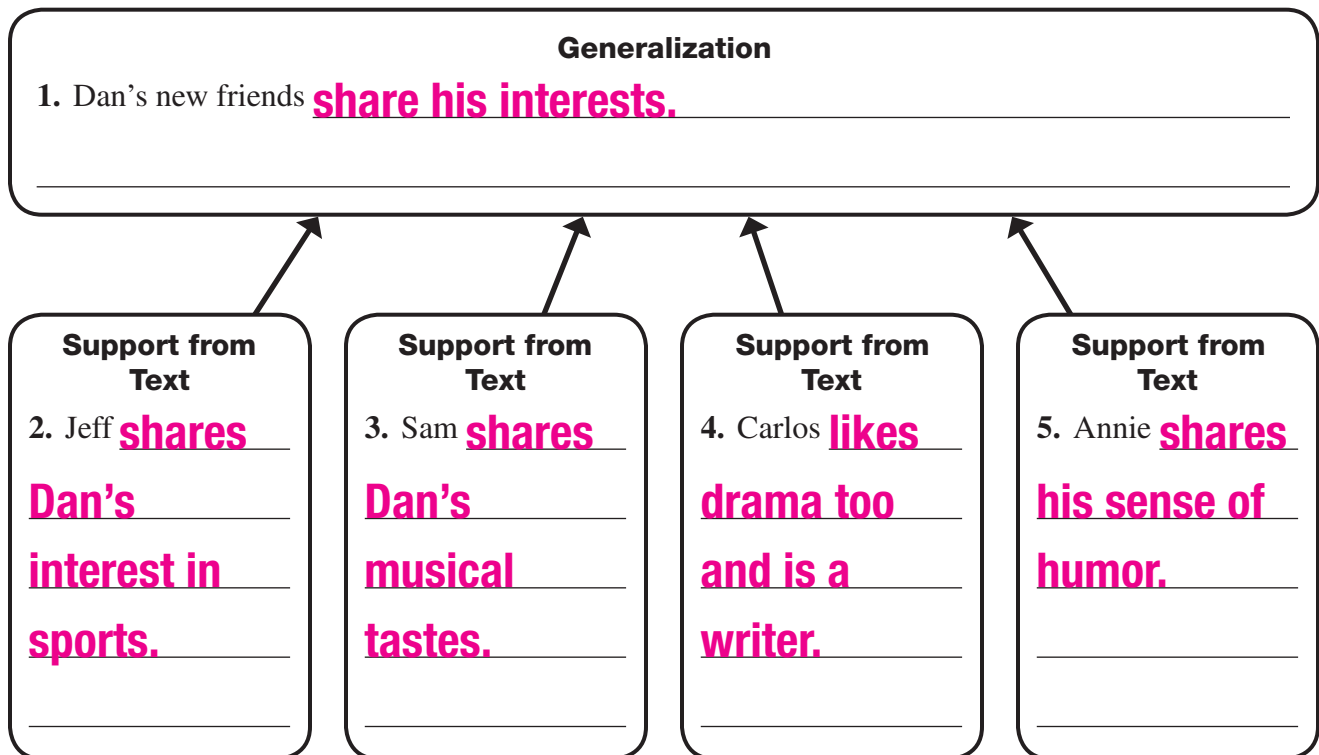 Generalization
1. Dan’s new friends share his interests.
Support from
Text
2. Jeff shares
Dan’s
interest in
sports.
Support from
Text
3. Sam shares
Dan’s
musical
tastes.
Support from
Text
4. Carlos likes
drama too
and is a
writer.
Support from
Text
5. Annie shares
his sense of
humor.